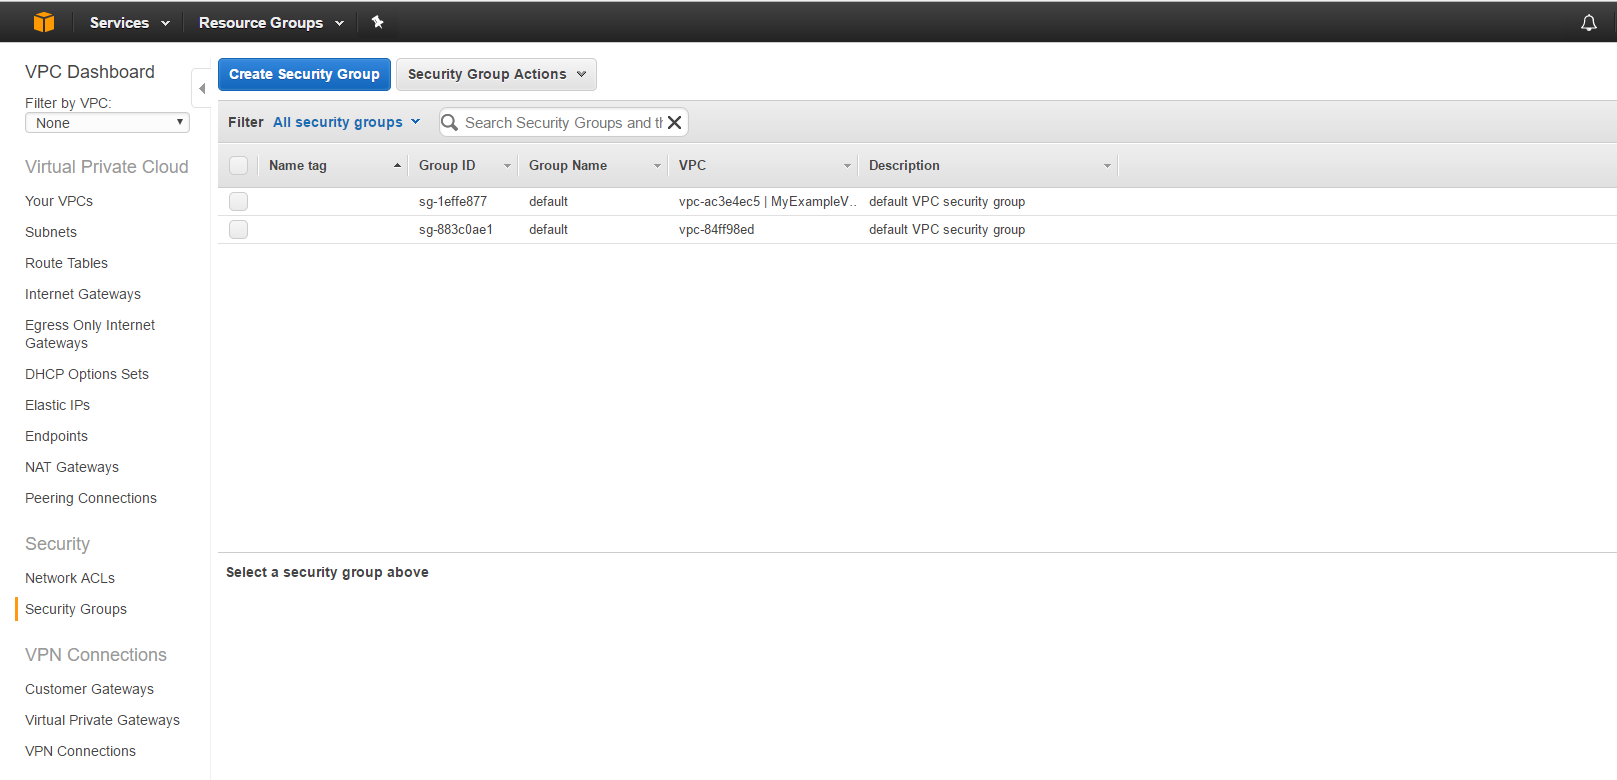 Services
Resource Groups
VPC Dashboard
Filter by VPC:
None
Virtual Private Cloud
Your VPCs
Subnets
Route Tables
Internet Gateways
Egress Only Internet
Gateways
DHCP Options Sets
Elastic IPs
Endpoints
NAT Gateways
Peering Connections
Security
Network ACLs
Security Groups
VPN Connections
Customer Gateways
Virtual Private Gateways
VPN Connections
Create Security Group
Security Group Actions
Filter All security groups
Search Security Groups and th
Name tag Group ID Group Name VPC Description
sg-1effe877 default vpc-ac3e4ec5 | MyExampleV... default VPC security group
sg-883c0ae1 default vpc-84ff98ed default VPC security group
Select a security group above